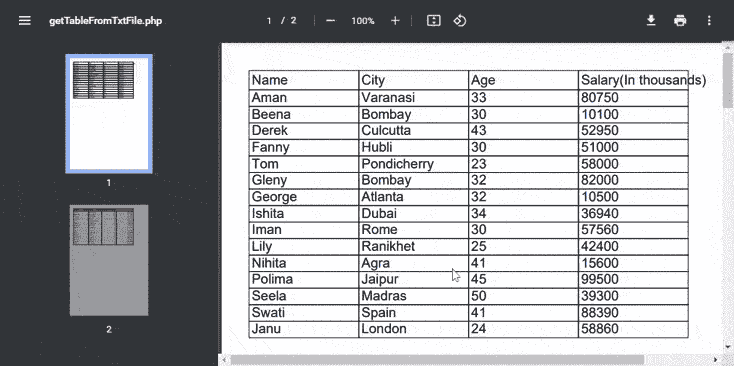 getTableFromTxtFile.php 1 / 2 100%
1
2
Name City Age Salary(In thousands)
Aman Varanasi 33 80750
Beena Bombay 30 10100
Derek Culcutta 43 52950
Fanny Hubli 30 51000
Tom Pondicherry 23 58000
Gleny Bombay 32 82000
George Atlanta 32 10500
Ishita Dubai 34 36940
Iman Rome 30 57560
Lily Ranikhet 25 42400
Nihita Agra 41 15600
Polima Jaipur 45 99500
Seela Madras 50 39300
Swati Spain 41 88390
Janu London 24 58860